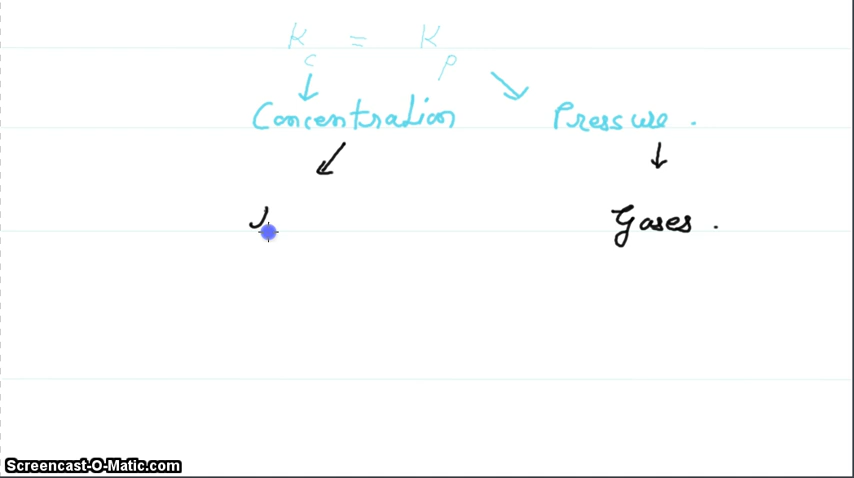 Kc = Kp
Concentration Pressure.
Gases.
Screencast-O-Matic.com